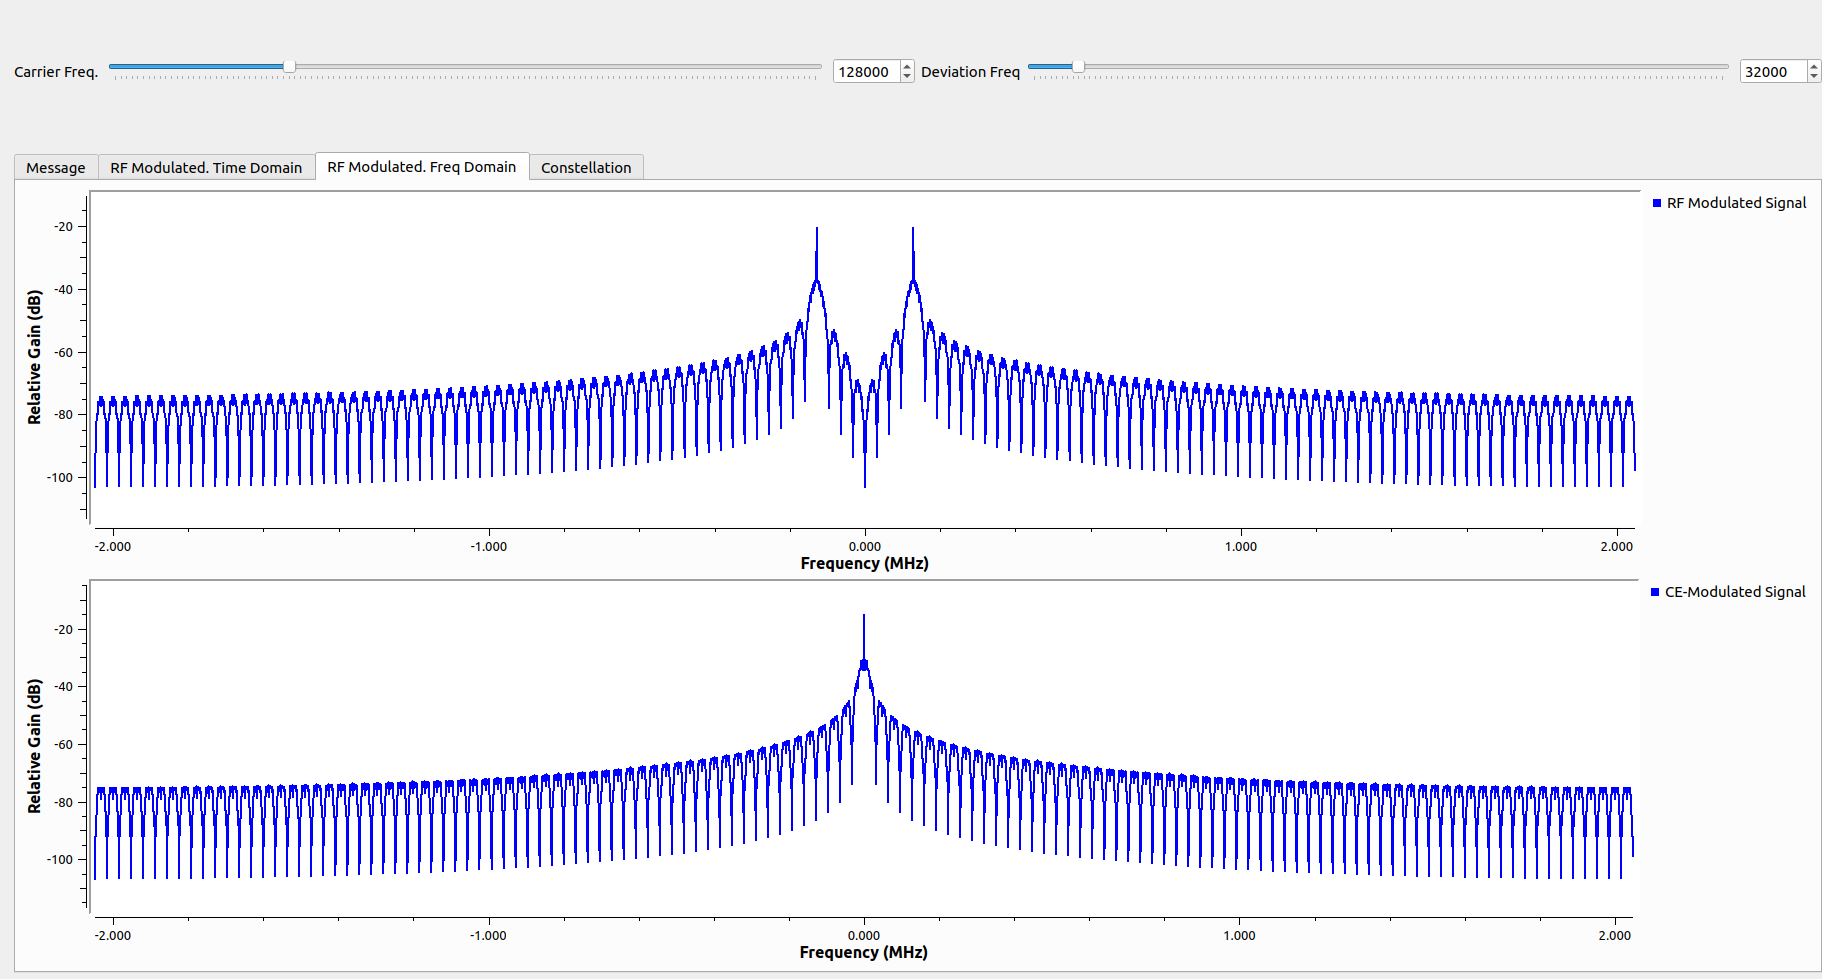 Carrier Freq. 128000 Deviation Freq 32000
Message RF Modulated. Time Domain RF Modulated. Freq Domain Constellation
RF Modulated Signal
Relative Gain (dB)
-20
-40
-60
-80
-100
-2.000 -1.000 0.000 1.000 2.000
Frequency (MHz)
CE-Modulated Signal
Relative Gain (dB)
-20
-40
-60
-80
-100
-2.000 -1.000 0.000 1.000 2.000
Frequency (MHz)